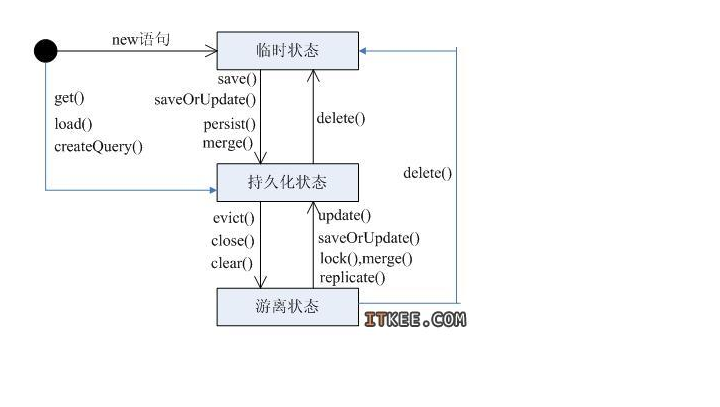 new语句
临时状态
get()
load()
createQuery()
save()
saveOrUpdate()
persist()
merge()
delete()
delete()
持久化状态
evict()
close()
clear()
update()
saveOrUpdate()
lock(),merge()
replicate()
游离状态
ITKEE.COM